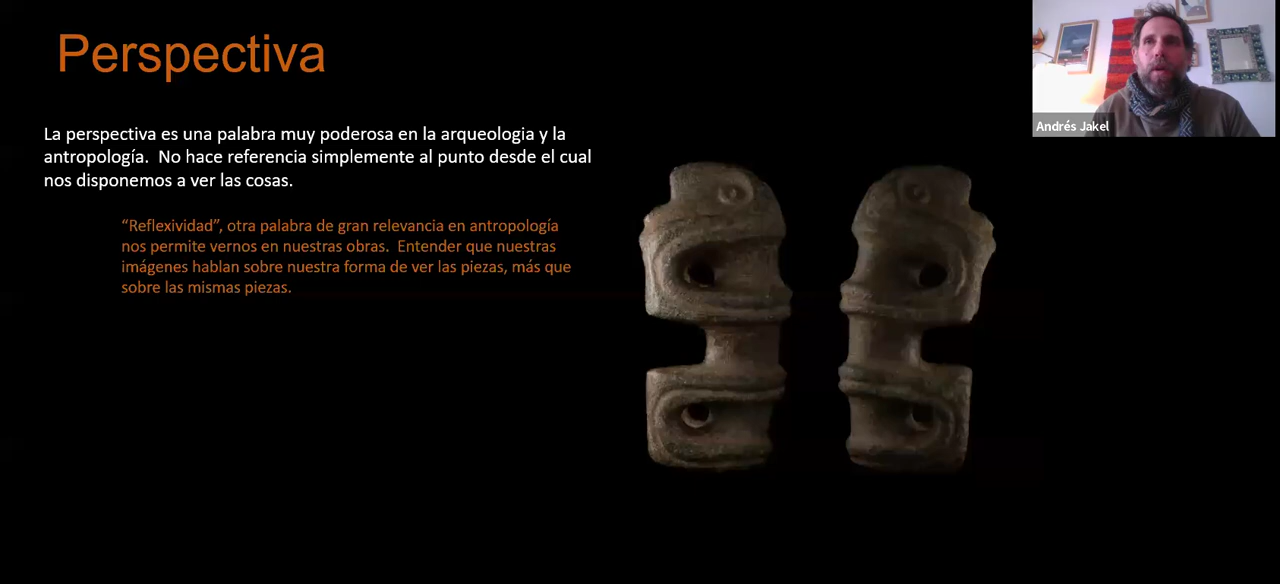 Perspectiva
La perspectiva es una palabra muy poderosa en la arqueologia y la
antropología.  No hace referencia simplemente al punto desde el cual
nos disponemos a ver las cosas.
“Reflexividad”, otra palabra de gran relevancia en antropología
nos permite vernos en nuestras obras.  Entender que nuestras
imágenes hablan sobre nuestra forma de ver las piezas, más que
sobre las mismas piezas.
Andrés Jakel